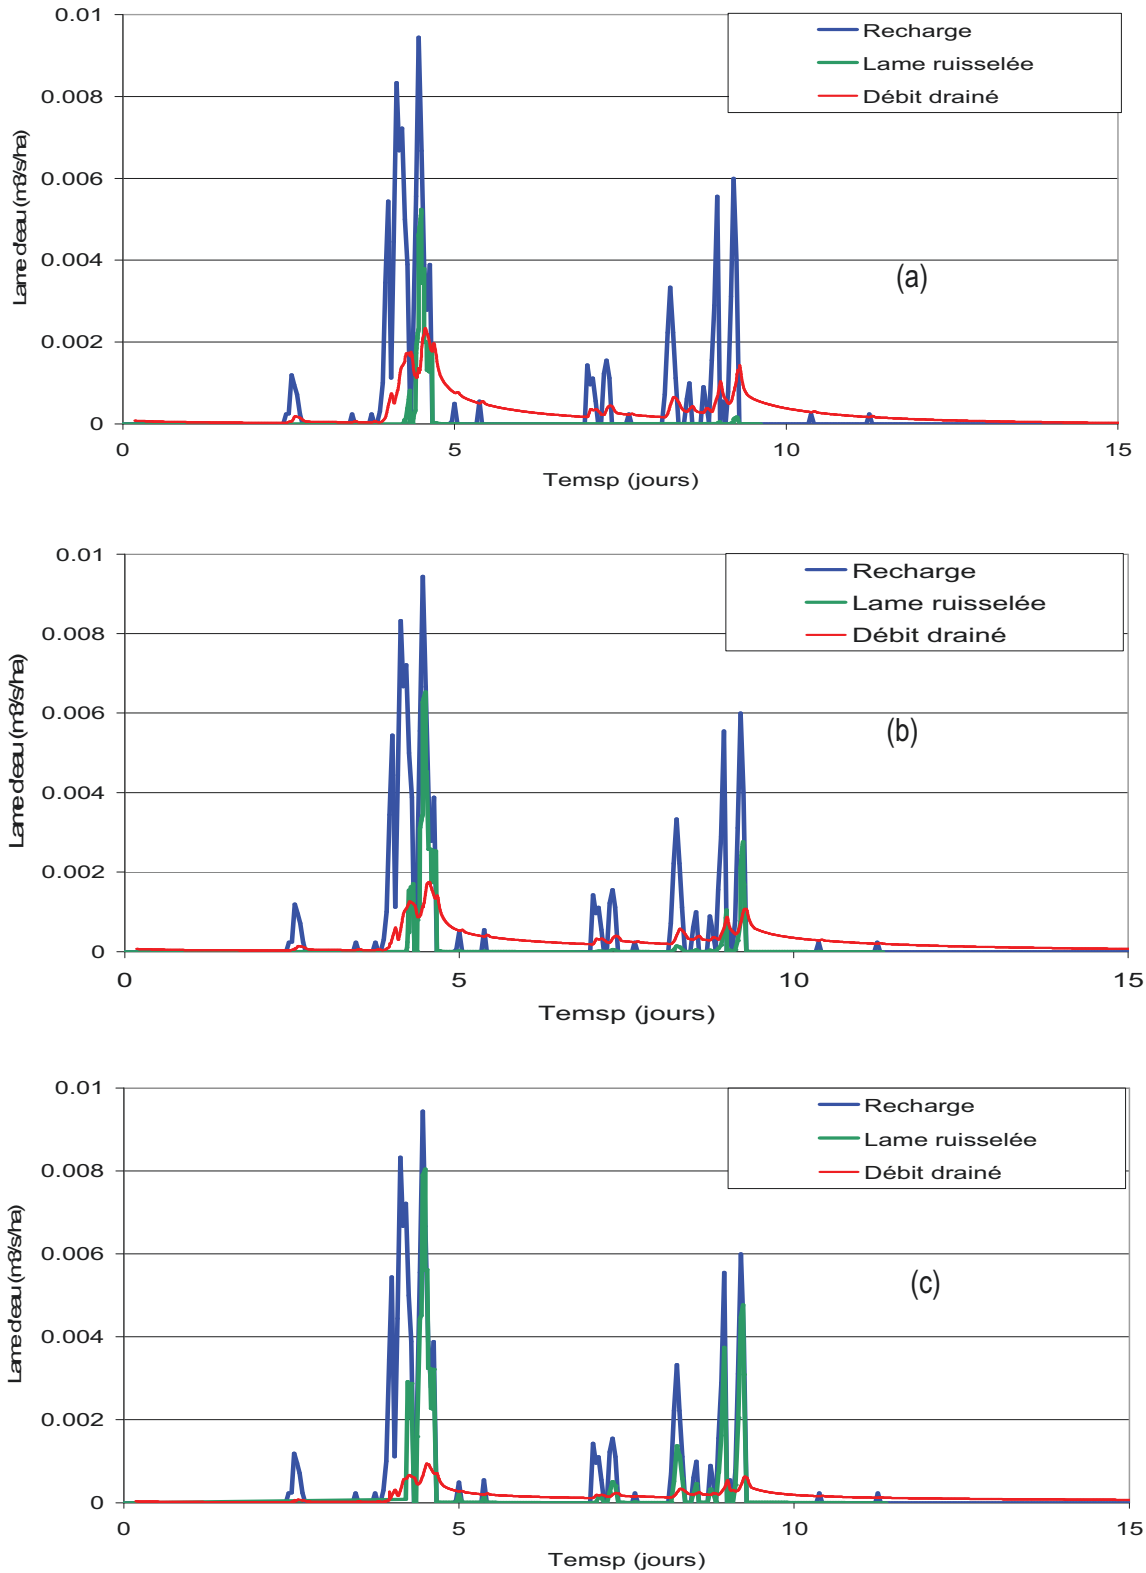 0.01
Recharge
Lame ruisselée
Débit drainé
0.008
0.006
0.004
0.002
0
Lame d'eau (m3/s/ha)
(a)
0 5 10 15
Temsp (jours)
0.01
Recharge
Lame ruisselée
Débit drainé
0.008
0.006
0.004
0.002
0
Lame d'eau (m3/s/ha)
(b)
0 5 10 15
Temsp (jours)
0.01
Recharge
Lame ruisselée
Débit drainé
0.008
0.006
0.004
0.002
0
Lame d'eau (m3/s/ha)
(c)
0 5 10 15
Temsp (jours)